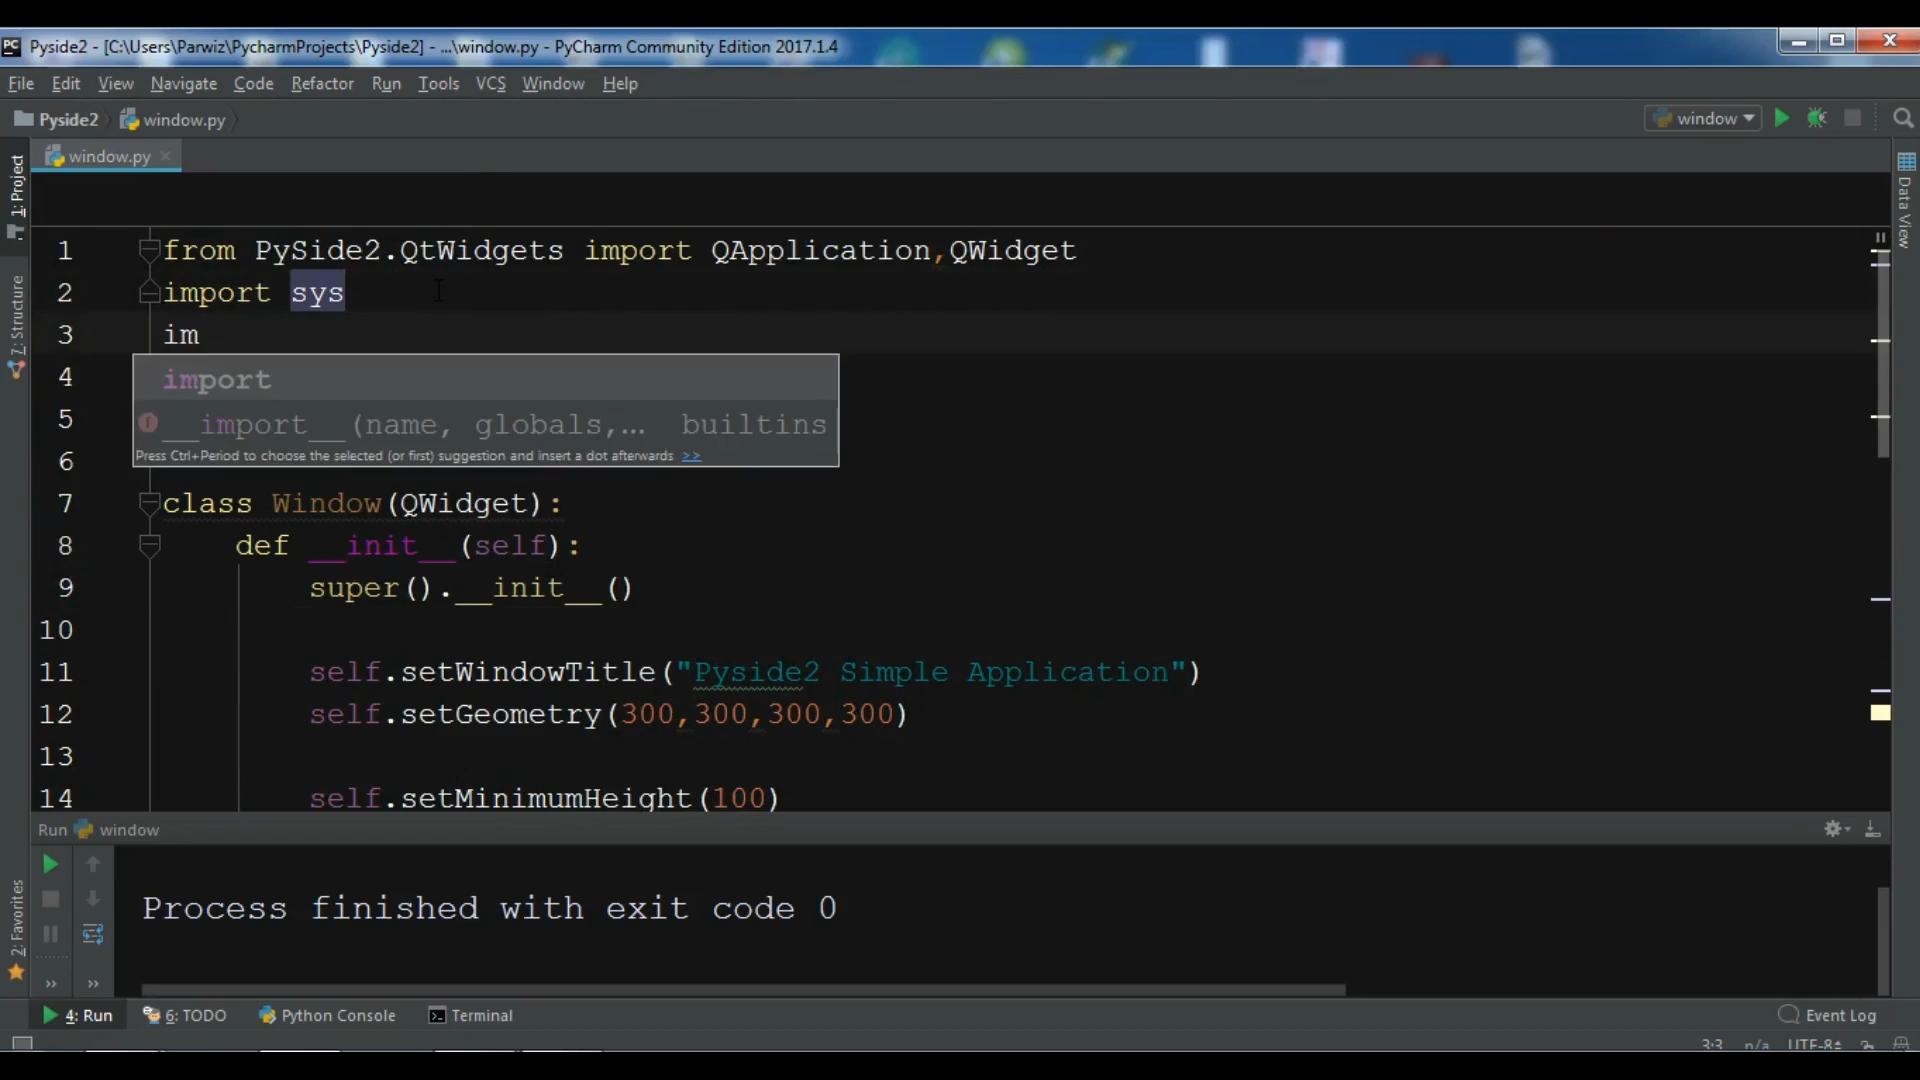 Pyside2 - [C:\Users\Parwiz\PycharmProjects\Pyside2] - ...\window.py - PyCharm Community Edition 2017.1.4
File Edit View Navigate Code Refactor Run Tools VCS Window Help
Pyside2 window.py window
window.py
1: Project
7: Structure
2: Favorites
Data View
1 from PySide2.QtWidgets import QApplication,QWidget
2 import sys
3 im
4 import
5 __import__(name, globals,... builtins
6 Press Ctrl+Period to choose the selected (or first) suggestion and insert a dot afterwards >>
7 class Window(QWidget):
8 def __init__(self):
9 super().__init__()
10
11 self.setWindowTitle("Pyside2 Simple Application")
12 self.setGeometry(300,300,300,300)
13
14 self.setMinimumHeight(100)
Run window
Process finished with exit code 0
4: Run 6: TODO Python Console Terminal Event Log
3:3 n/a UTF-8